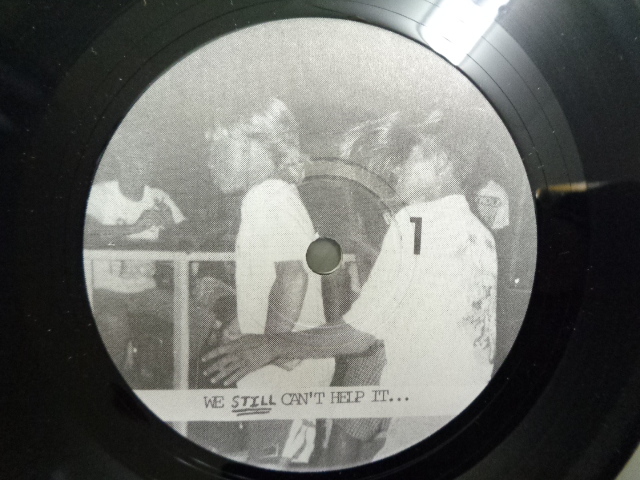 1
WE STILL CAN'T HELP IT...